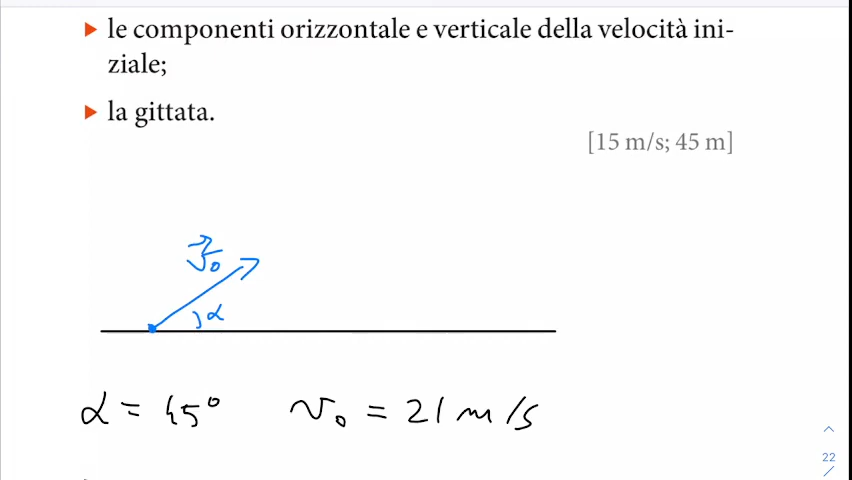 ▶ le componenti orizzontale e verticale della velocità ini-
ziale;
▶ la gittata.
[15 m/s; 45 m]
v⃗₀
α
α = 45° v₀ = 21 m/s
22